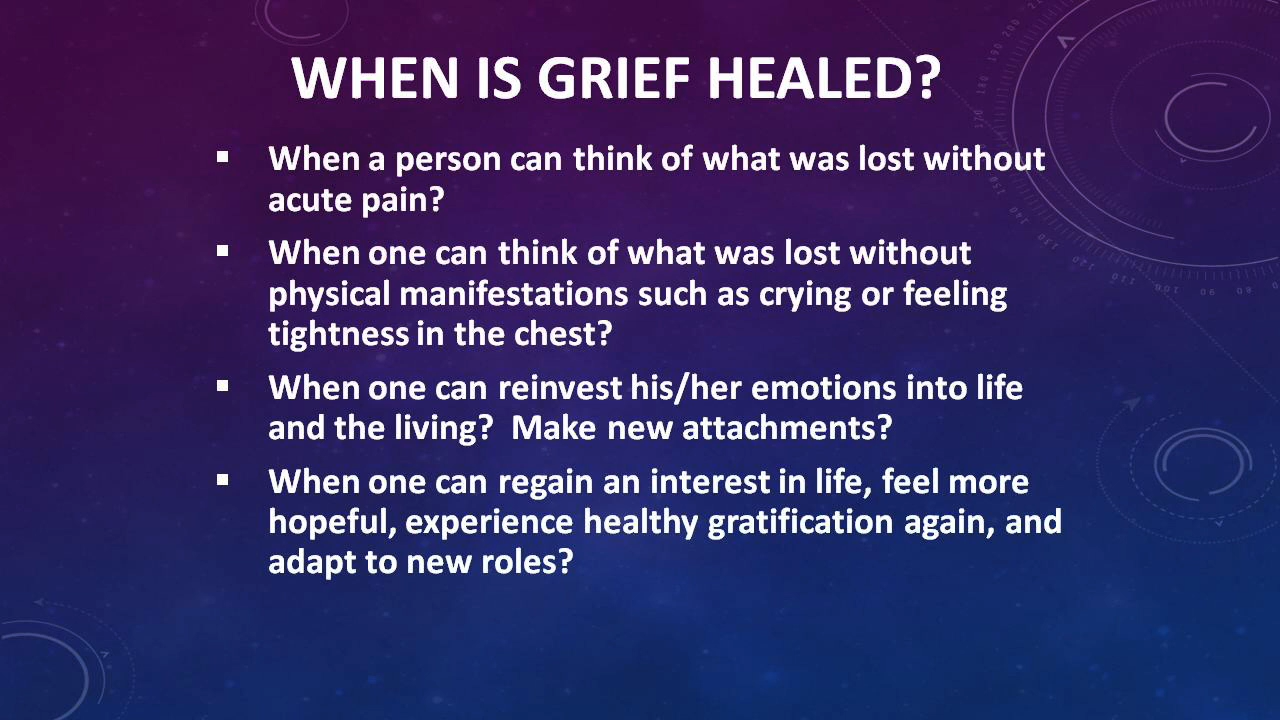 WHEN IS GRIEF HEALED?
▪ When a person can think of what was lost without
acute pain?
▪ When one can think of what was lost without
physical manifestations such as crying or feeling
tightness in the chest?
▪ When one can reinvest his/her emotions into life
and the living?  Make new attachments?
▪ When one can regain an interest in life, feel more
hopeful, experience healthy gratification again, and
adapt to new roles?